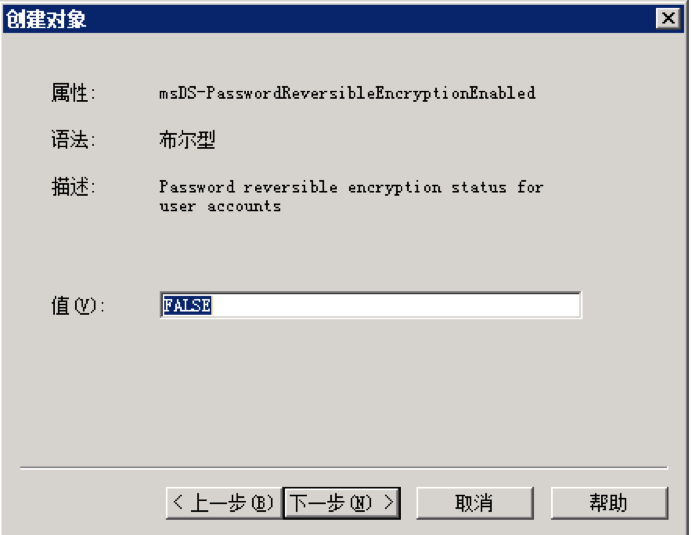 创建对象
属性: msDS-PasswordReversibleEncryptionEnabled
语法: 布尔型
描述: Password reversible encryption status for
user accounts
值(V): FALSE
< 上一步(B) 下一步(N) > 取消 帮助